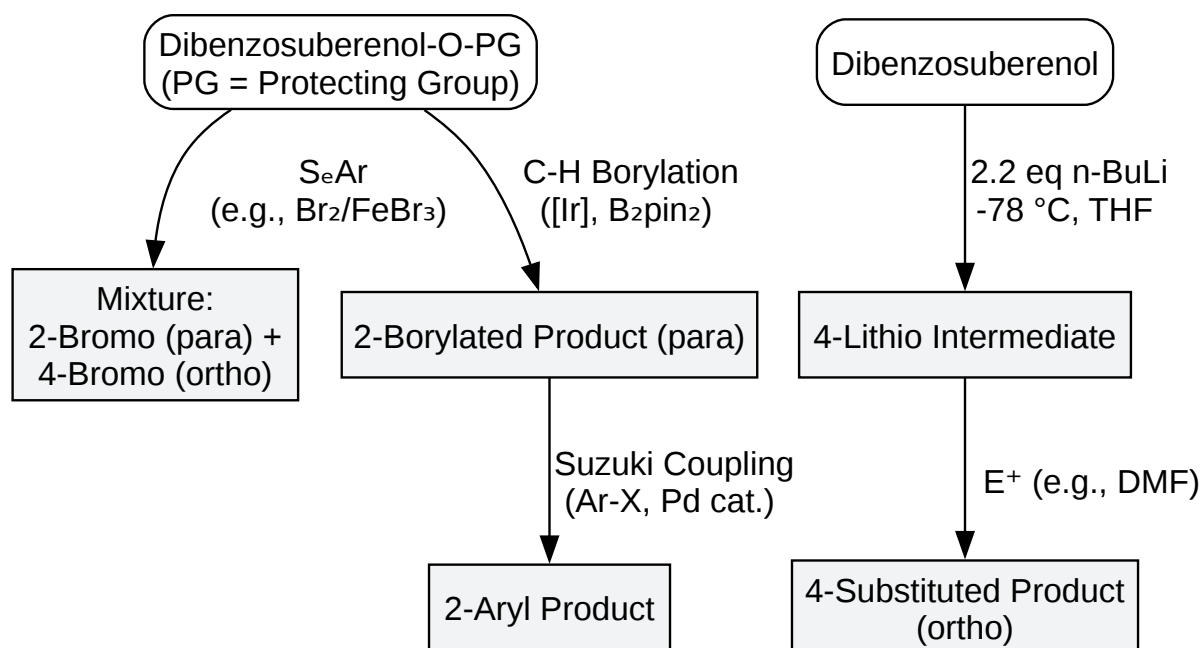 Dibenzosuberenol-O-PG
(PG = Protecting Group)
Dibenzosuberenol
SₑAr
(e.g., Br₂/FeBr₃)
C-H Borylation
([Ir], B₂pin₂)
2.2 eq n-BuLi
-78 °C, THF
Mixture:
2-Bromo (para) +
4-Bromo (ortho)
2-Borylated Product (para)
4-Lithio Intermediate
Suzuki Coupling
(Ar-X, Pd cat.)
E⁺ (e.g., DMF)
2-Aryl Product
4-Substituted Product
(ortho)